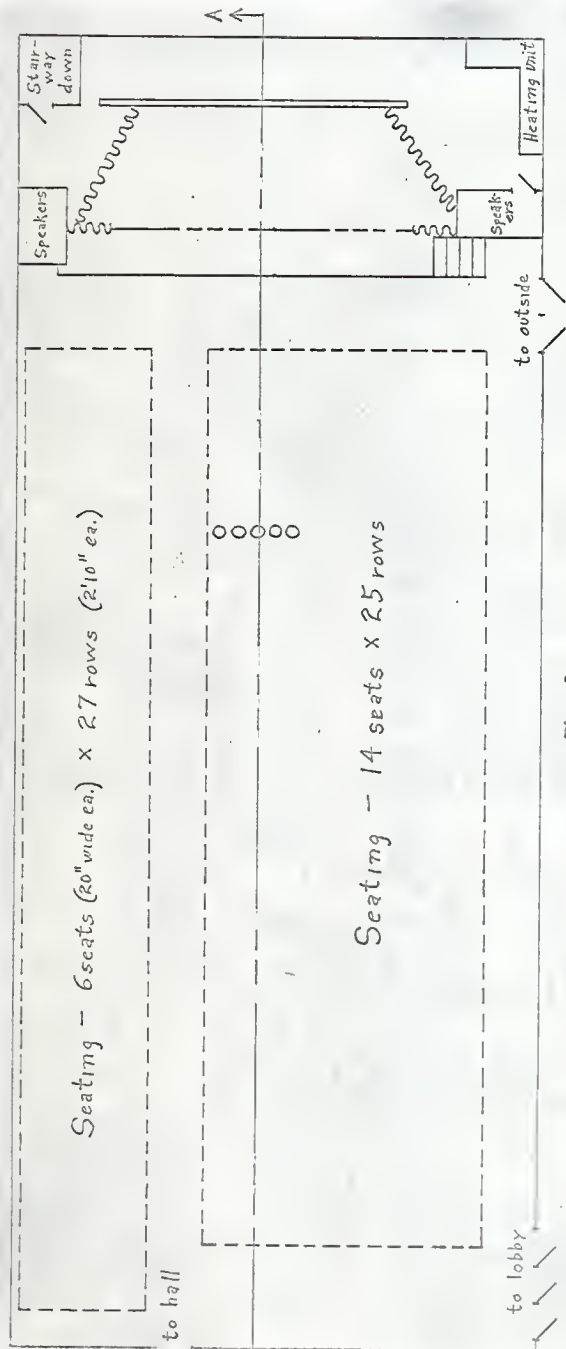 A
Stair-
way
down
Speakers
Heating Unit
Speak-
ers
to outside
Seating — 6 seats (20" wide ea.) x 27 rows (2'10" ea.)
Seating — 14 seats x 25 rows
to hall
to lobby